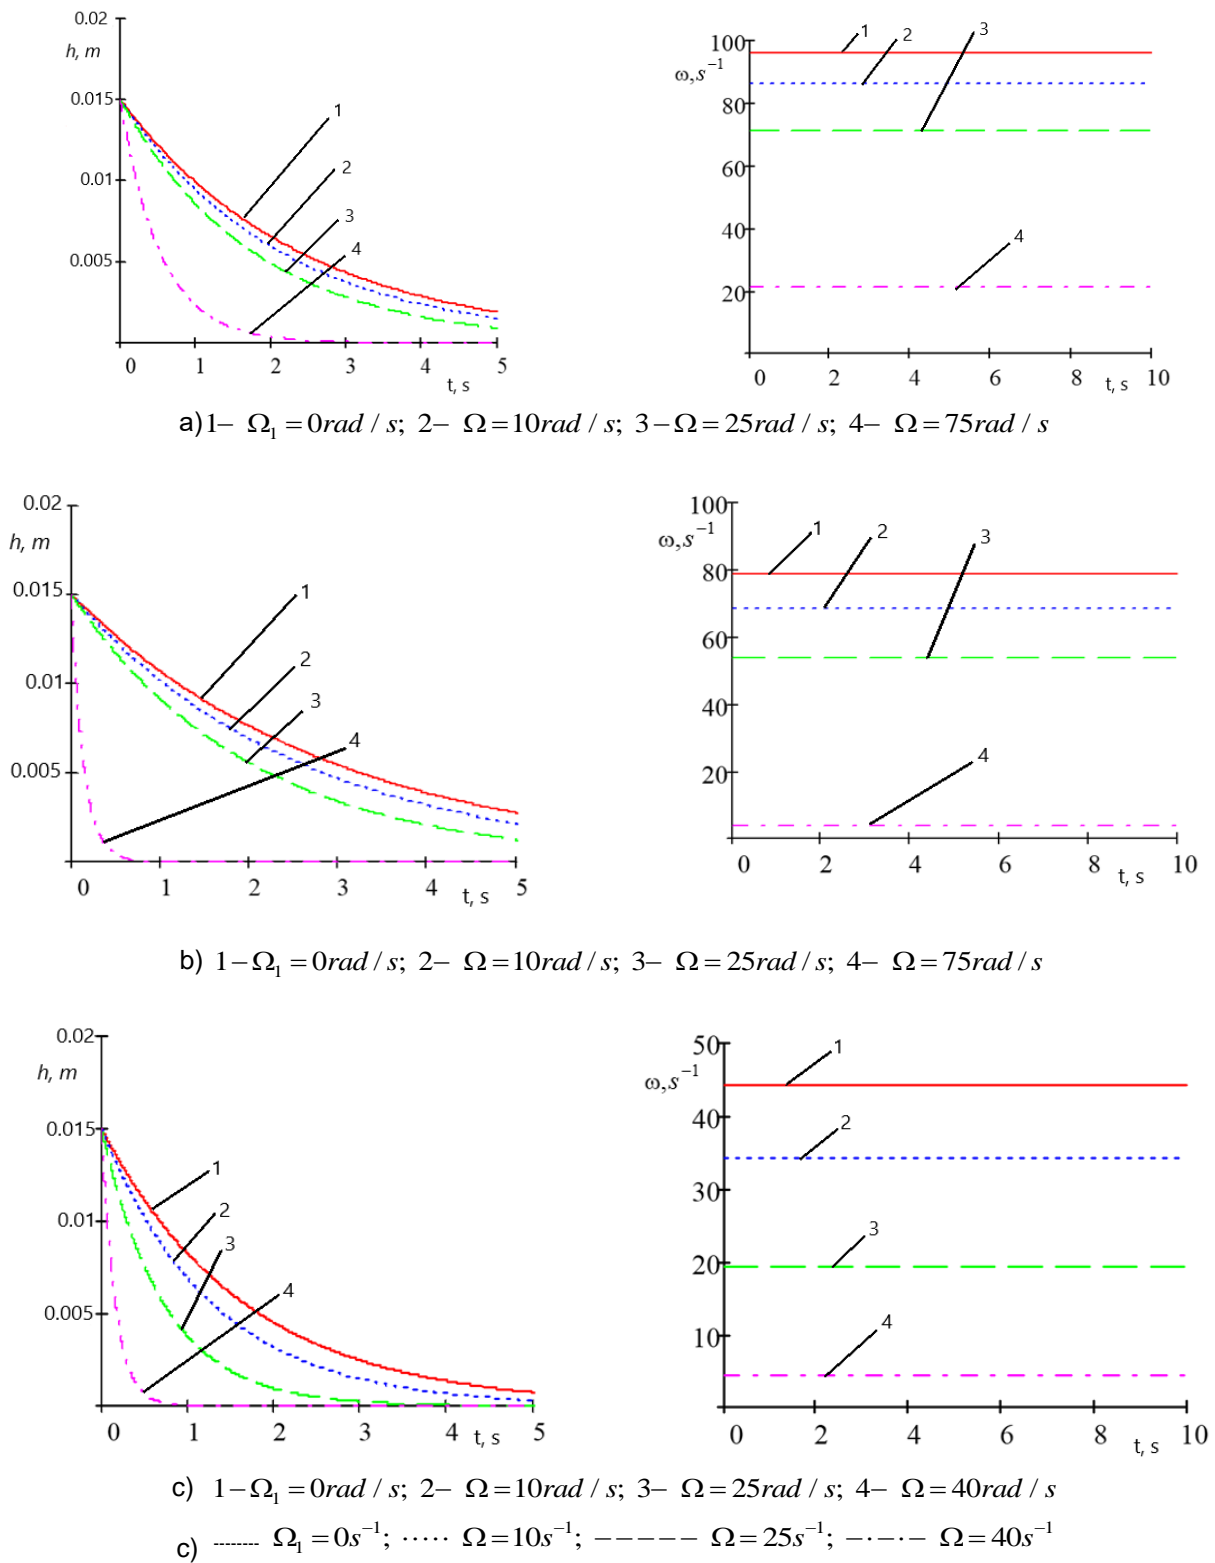 0.02
h, m
0.015
0.01
0.005
1
2
3
4
0 1 2 3 4 5
t, s
100
ω,s⁻¹
80
60
40
20
1 2 3
4
0 2 4 6 8 10
t, s
a) 1– Ω₁ = 0rad / s; 2– Ω = 10rad / s; 3–Ω = 25rad / s; 4– Ω = 75rad / s
0.02
h, m
0.015
0.01
0.005
1
2
3
4
0 1 2 3 4 5
t, s
100
ω,s⁻¹
80
60
40
20
1 2 3
4
0 2 4 6 8 10
t, s
b) 1–Ω₁ = 0rad / s; 2– Ω = 10rad / s; 3– Ω = 25rad / s; 4– Ω = 75rad / s
0.02
h, m
0.015
0.01
0.005
1
2
3
4
0 1 2 3 4 5
t, s
50
ω,s⁻¹
40
30
20
10
1
2
3
4
0 2 4 6 8 10
t, s
c) 1–Ω₁ = 0rad / s; 2– Ω = 10rad / s; 3– Ω = 25rad / s; 4– Ω = 40rad / s
c) -------- Ω₁ = 0s⁻¹; ····· Ω = 10s⁻¹; – – – – – Ω = 25s⁻¹; – · – · – Ω = 40s⁻¹